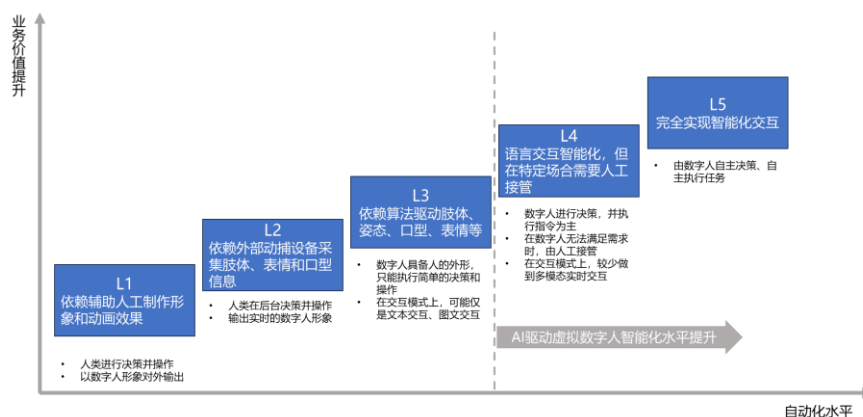 业务价值提升
L1
依赖辅助人工制作形
象和动画效果
• 人类进行决策并操作
• 以数字人形象对外输出
L2
依赖外部动捕设备采
集肢体、表情和口型
信息
• 人类在后台决策并操作
• 输出实时的数字人形象
L3
依赖算法驱动肢体、
姿态、口型、表情等
• 数字人具备人的外形，
只能执行简单的决策和
操作
• 在交互模式上，可能仅
是文本交互、图文交互
L4
语言交互智能化，但
在特定场合需要人工
接管
• 数字人进行决策，并执
行指令为主
• 在数字人无法满足需求
时，由人工接管
• 在交互模式上，较少做
到多模态实时交互
L5
完全实现智能化交互
• 由数字人自主决策、自
主执行任务
AI驱动虚拟数字人智能化水平提升
自动化水平